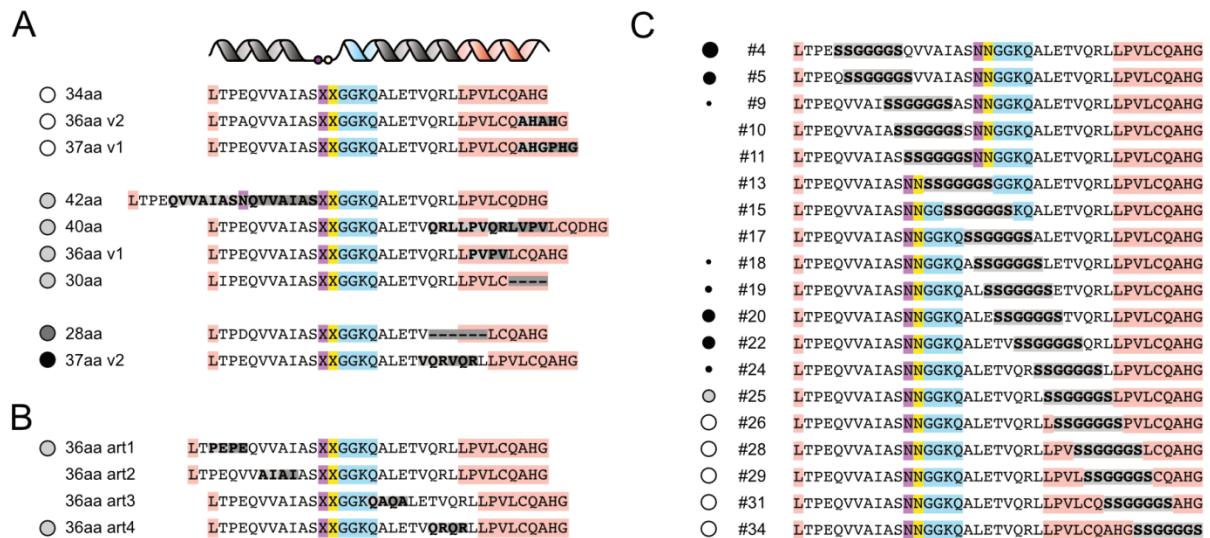 A
34aa LTPEQVVAIASXXGGKQALETVQRLLPVLCQAHG
36aa v2 LTPAQVVAIASXXGGKQALETVQRLLPVLCQAHAHG
37aa v1 LTPEQVVAIASXXGGKQALETVQRLLPVLCQAHGPHG
42aa LTPEQVVAIASNQVVAIASXXGGKQALETVQRLLPVLCQDHG
40aa LTPEQVVAIASXXGGKQALETVQRLLPVQRLVPVLCQDHG
36aa v1 LTPEQVVAIASXXGGKQALETVQRLLPVPVLCQAHG
30aa LIPEQVVAIASXXGGKQALETVQRLLPVLC----
28aa LTPDQVVAIASXXGGKQALETV------LCQAHG
37aa v2 LTPEQVVAIASXXGGKQALETVQRVQRLLPVLCQAHG
B
36aa art1 LTPEPEQVVAIASXXGGKQALETVQRLLPVLCQAHG
36aa art2 LTPEQVVAIAIASXXGGKQALETVQRLLPVLCQAHG
36aa art3 LTPEQVVAIASXXGGKQAQALETVQRLLPVLCQAHG
36aa art4 LTPEQVVAIASXXGGKQALETVQRQRLLPVLCQAHG
C
#4 LTPESSGGGGSQVVAIASNNGGKQALETVQRLLPVLCQAHG
#5 LTPEQSSGGGGSVVAIASNNGGKQALETVQRLLPVLCQAHG
#9 LTPEQVVAISSGGGGSASNNGGKQALETVQRLLPVLCQAHG
#10 LTPEQVVAIASSGGGGSSNNGGKQALETVQRLLPVLCQAHG
#11 LTPEQVVAIASSSGGGGSNNGGKQALETVQRLLPVLCQAHG
#13 LTPEQVVAIASNNSSGGGGSGGKQALETVQRLLPVLCQAHG
#15 LTPEQVVAIASNNGGSSGGGGSKQALETVQRLLPVLCQAHG
#17 LTPEQVVAIASNNGGKQSSGGGGSALETVQRLLPVLCQAHG
#18 LTPEQVVAIASNNGGKQASSGGGGSLETVQRLLPVLCQAHG
#19 LTPEQVVAIASNNGGKQALSSGGGGSETVQRLLPVLCQAHG
#20 LTPEQVVAIASNNGGKQALESSGGGGSTVQRLLPVLCQAHG
#22 LTPEQVVAIASNNGGKQALETVSSGGGGSQRLLPVLCQAHG
#24 LTPEQVVAIASNNGGKQALETVQRSSGGGGSLLPVLCQAHG
#25 LTPEQVVAIASNNGGKQALETVQRLSSGGGGSLPVLCQAHG
#26 LTPEQVVAIASNNGGKQALETVQRLLSSGGGGSPVLCQAHG
#28 LTPEQVVAIASNNGGKQALETVQRLLPVSSGGGGSLCQAHG
#29 LTPEQVVAIASNNGGKQALETVQRLLPVLSSGGGGSCQAHG
#31 LTPEQVVAIASNNGGKQALETVQRLLPVLCQSSGGGGSAHG
#34 LTPEQVVAIASNNGGKQALETVQRLLPVLCQAHGSSGGGGS